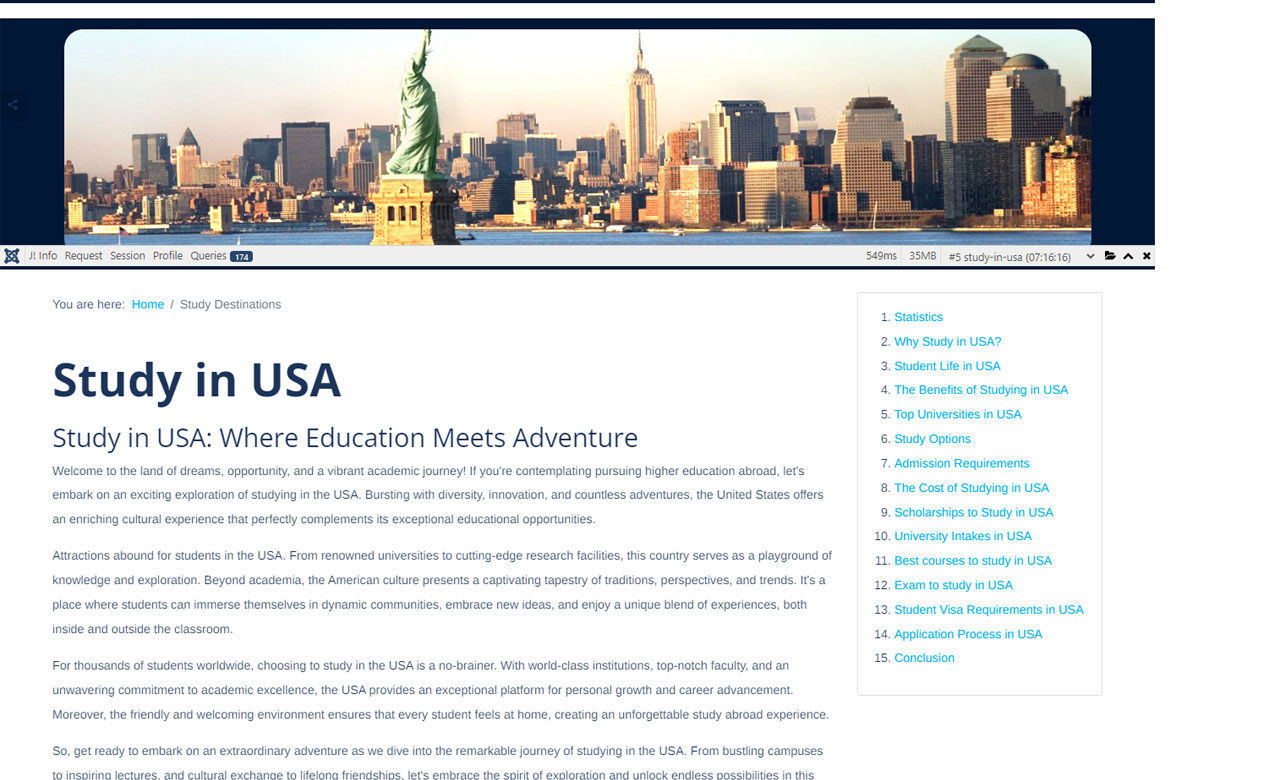 J! Info Request Session Profile Queries 174 549ms 35MB #5 study-in-usa (07:16:16)
You are here: Home / Study Destinations
Study in USA
Study in USA: Where Education Meets Adventure
Welcome to the land of dreams, opportunity, and a vibrant academic journey! If you're contemplating pursuing higher education abroad, let's
embark on an exciting exploration of studying in the USA. Bursting with diversity, innovation, and countless adventures, the United States offers
an enriching cultural experience that perfectly complements its exceptional educational opportunities.
Attractions abound for students in the USA. From renowned universities to cutting-edge research facilities, this country serves as a playground of
knowledge and exploration. Beyond academia, the American culture presents a captivating tapestry of traditions, perspectives, and trends. It's a
place where students can immerse themselves in dynamic communities, embrace new ideas, and enjoy a unique blend of experiences, both
inside and outside the classroom.
For thousands of students worldwide, choosing to study in the USA is a no-brainer. With world-class institutions, top-notch faculty, and an
unwavering commitment to academic excellence, the USA provides an exceptional platform for personal growth and career advancement.
Moreover, the friendly and welcoming environment ensures that every student feels at home, creating an unforgettable study abroad experience.
So, get ready to embark on an extraordinary adventure as we dive into the remarkable journey of studying in the USA. From bustling campuses
to inspiring lectures, and cultural exchange to lifelong friendships, let's embrace the spirit of exploration and unlock endless possibilities in this
1. Statistics
2. Why Study in USA?
3. Student Life in USA
4. The Benefits of Studying in USA
5. Top Universities in USA
6. Study Options
7. Admission Requirements
8. The Cost of Studying in USA
9. Scholarships to Study in USA
10. University Intakes in USA
11. Best courses to study in USA
12. Exam to study in USA
13. Student Visa Requirements in USA
14. Application Process in USA
15. Conclusion